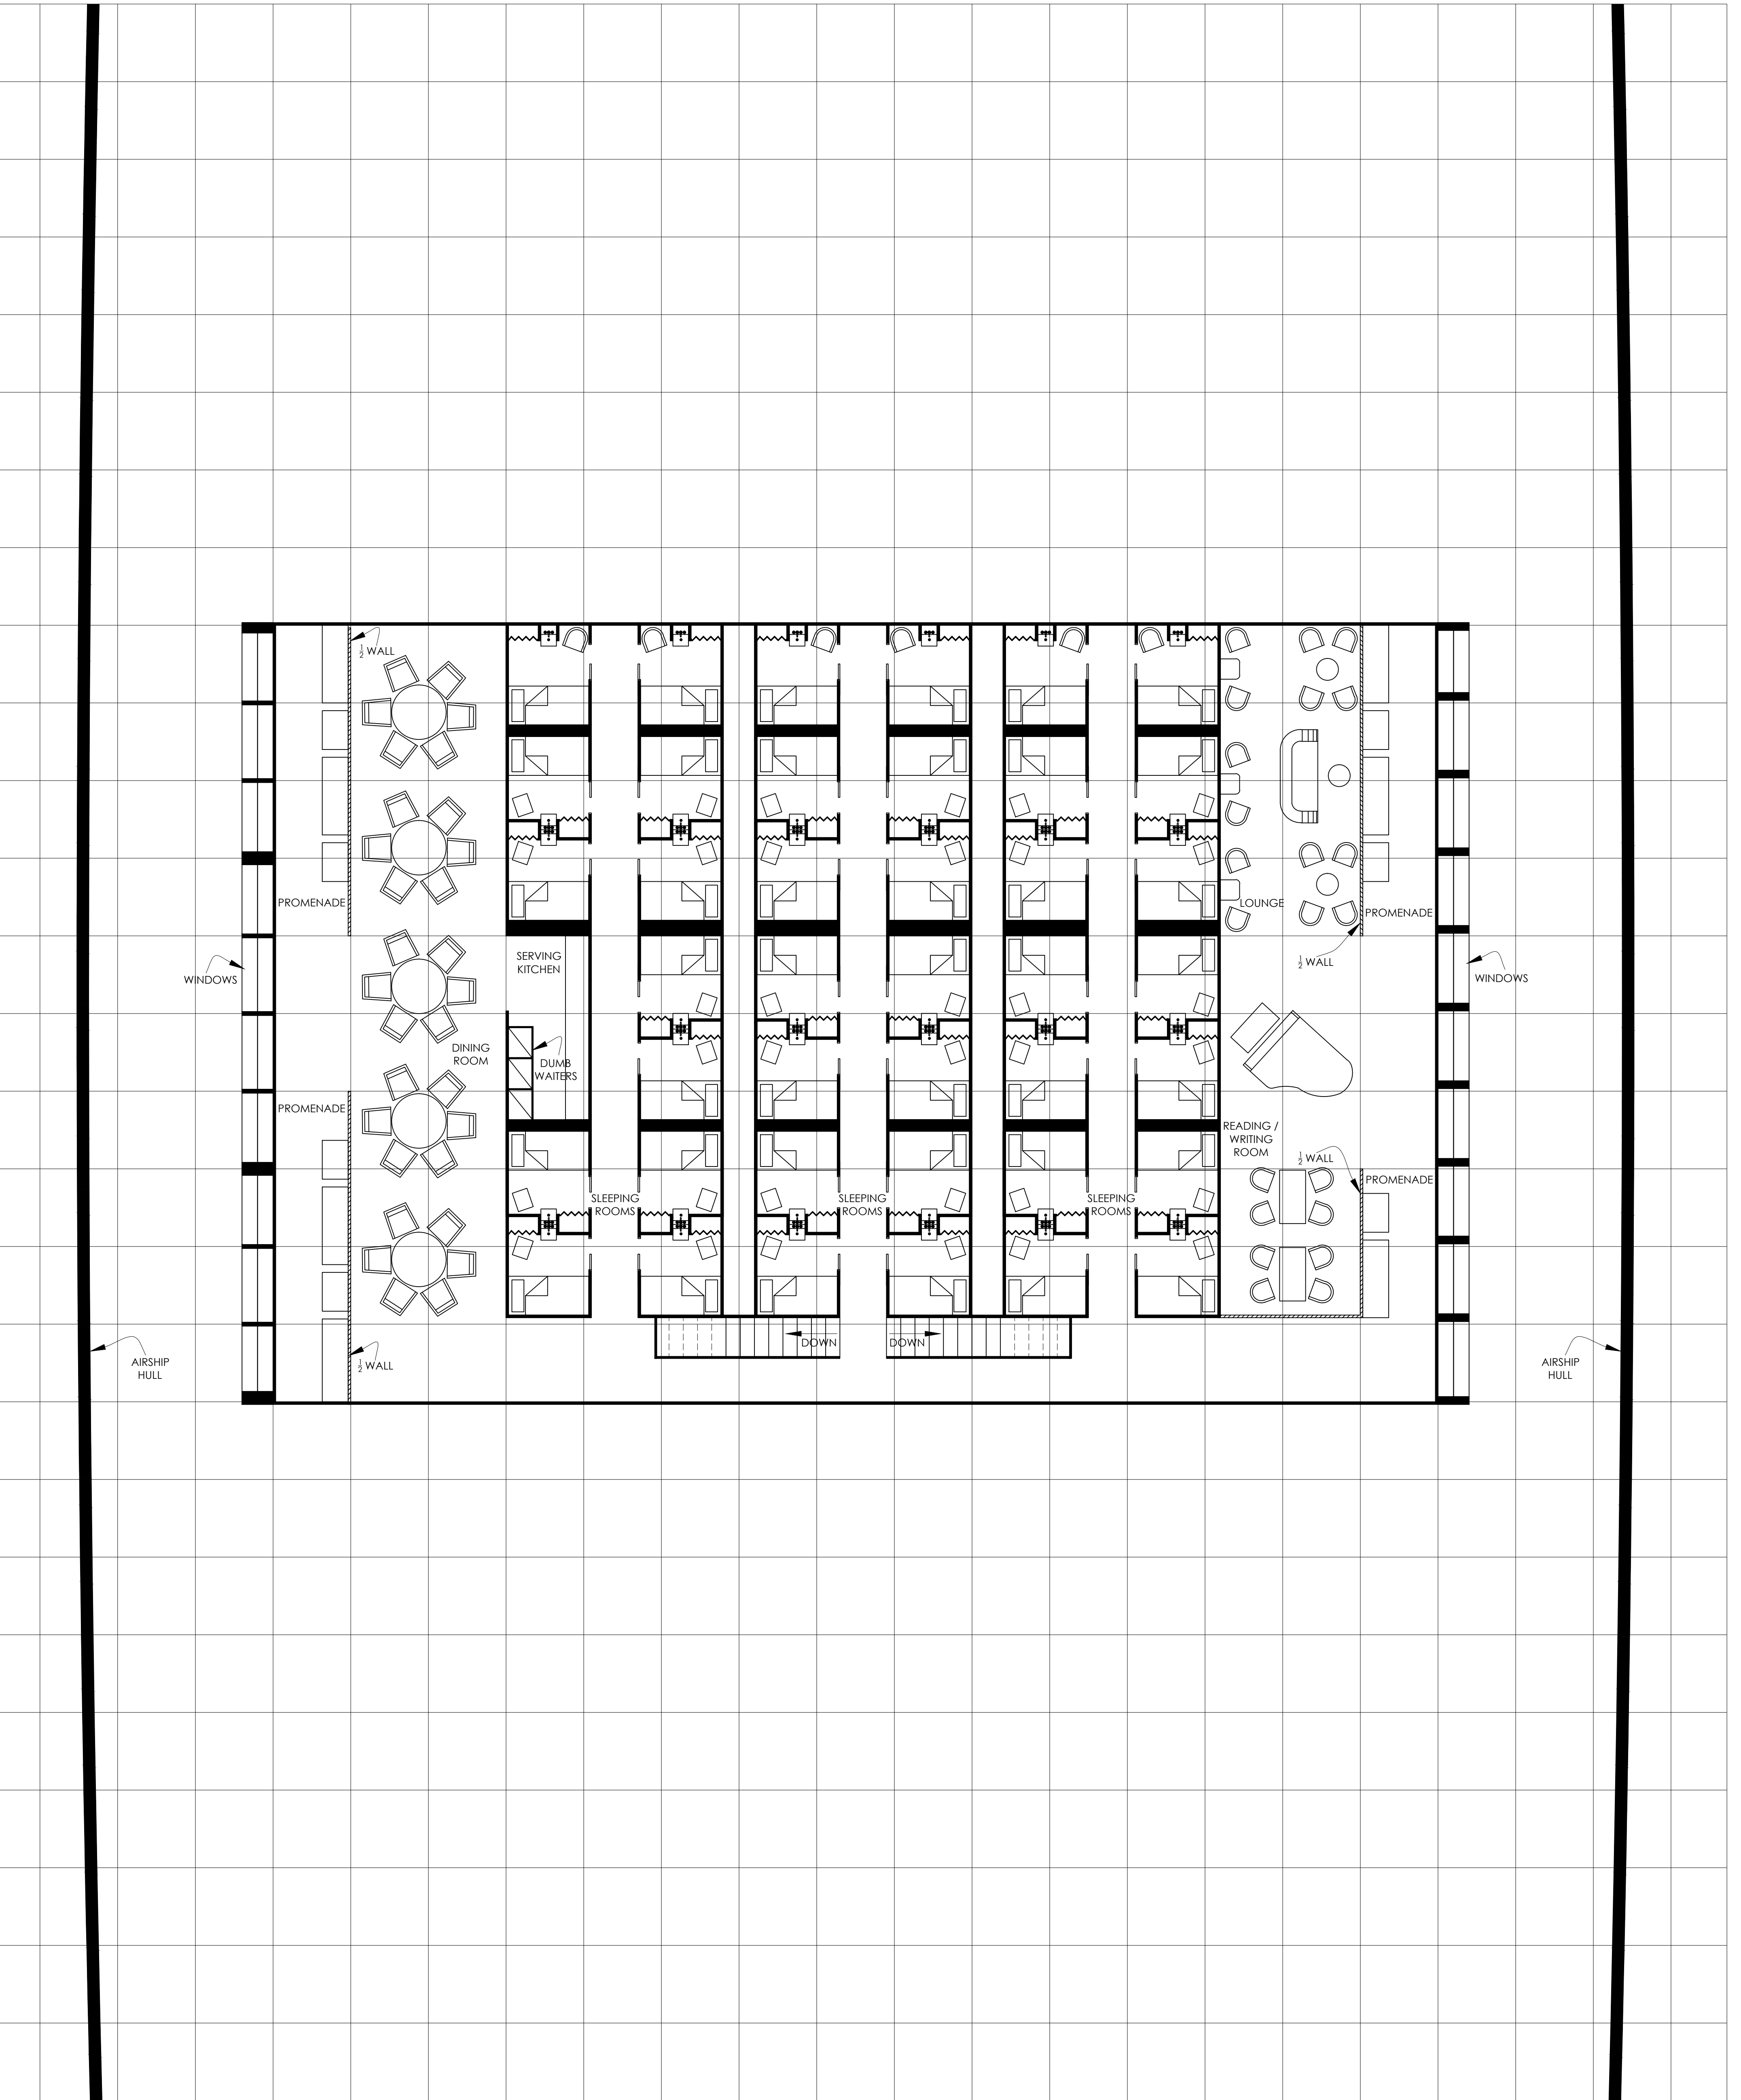 ½ WALL
PROMENADE
LOUNGE
PROMENADE
½ WALL
SERVING
KITCHEN
WINDOWS
WINDOWS
DINING
ROOM
DUMB
WAITERS
PROMENADE
READING /
WRITING
ROOM
½ WALL
PROMENADE
SLEEPING
ROOMS
SLEEPING
ROOMS
SLEEPING
ROOMS
DOWN
DOWN
½ WALL
AIRSHIP
HULL
AIRSHIP
HULL